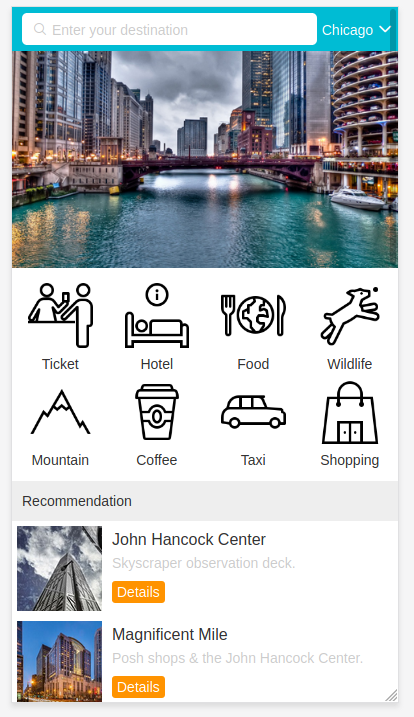 Enter your destination
Chicago
Ticket
Hotel
Food
Wildlife
Mountain
Coffee
Taxi
Shopping
Recommendation
John Hancock Center
Skyscraper observation deck.
Details
Magnificent Mile
Posh shops & the John Hancock Center.
Details